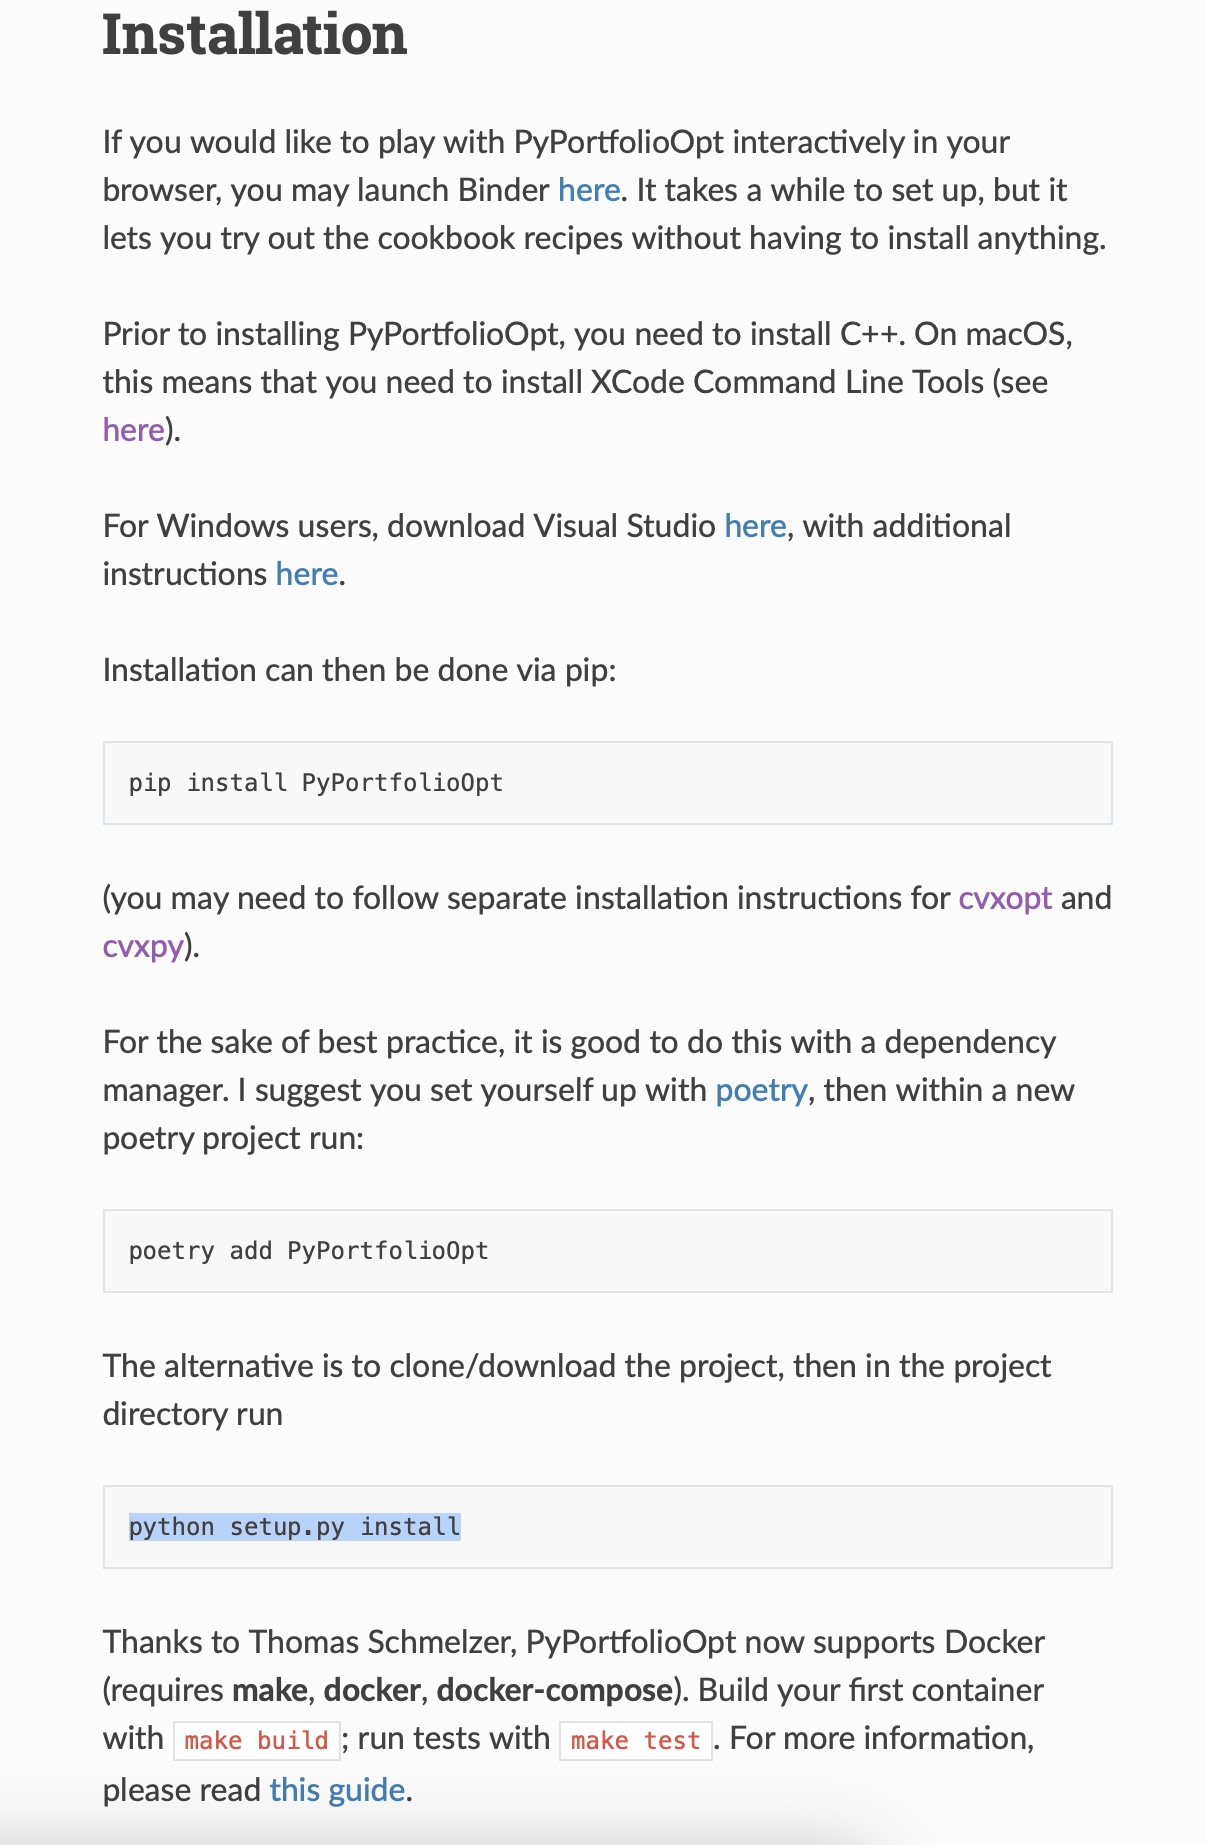 Installation
If you would like to play with PyPortfolioOpt interactively in your
browser, you may launch Binder here. It takes a while to set up, but it
lets you try out the cookbook recipes without having to install anything.
Prior to installing PyPortfolioOpt, you need to install C++. On macOS,
this means that you need to install XCode Command Line Tools (see
here).
For Windows users, download Visual Studio here, with additional
instructions here.
Installation can then be done via pip:
pip install PyPortfolioOpt
(you may need to follow separate installation instructions for cvxopt and
cvxpy).
For the sake of best practice, it is good to do this with a dependency
manager. I suggest you set yourself up with poetry, then within a new
poetry project run:
poetry add PyPortfolioOpt
The alternative is to clone/download the project, then in the project
directory run
python setup.py install
Thanks to Thomas Schmelzer, PyPortfolioOpt now supports Docker
(requires make, docker, docker-compose). Build your first container
with make build; run tests with make test. For more information,
please read this guide.